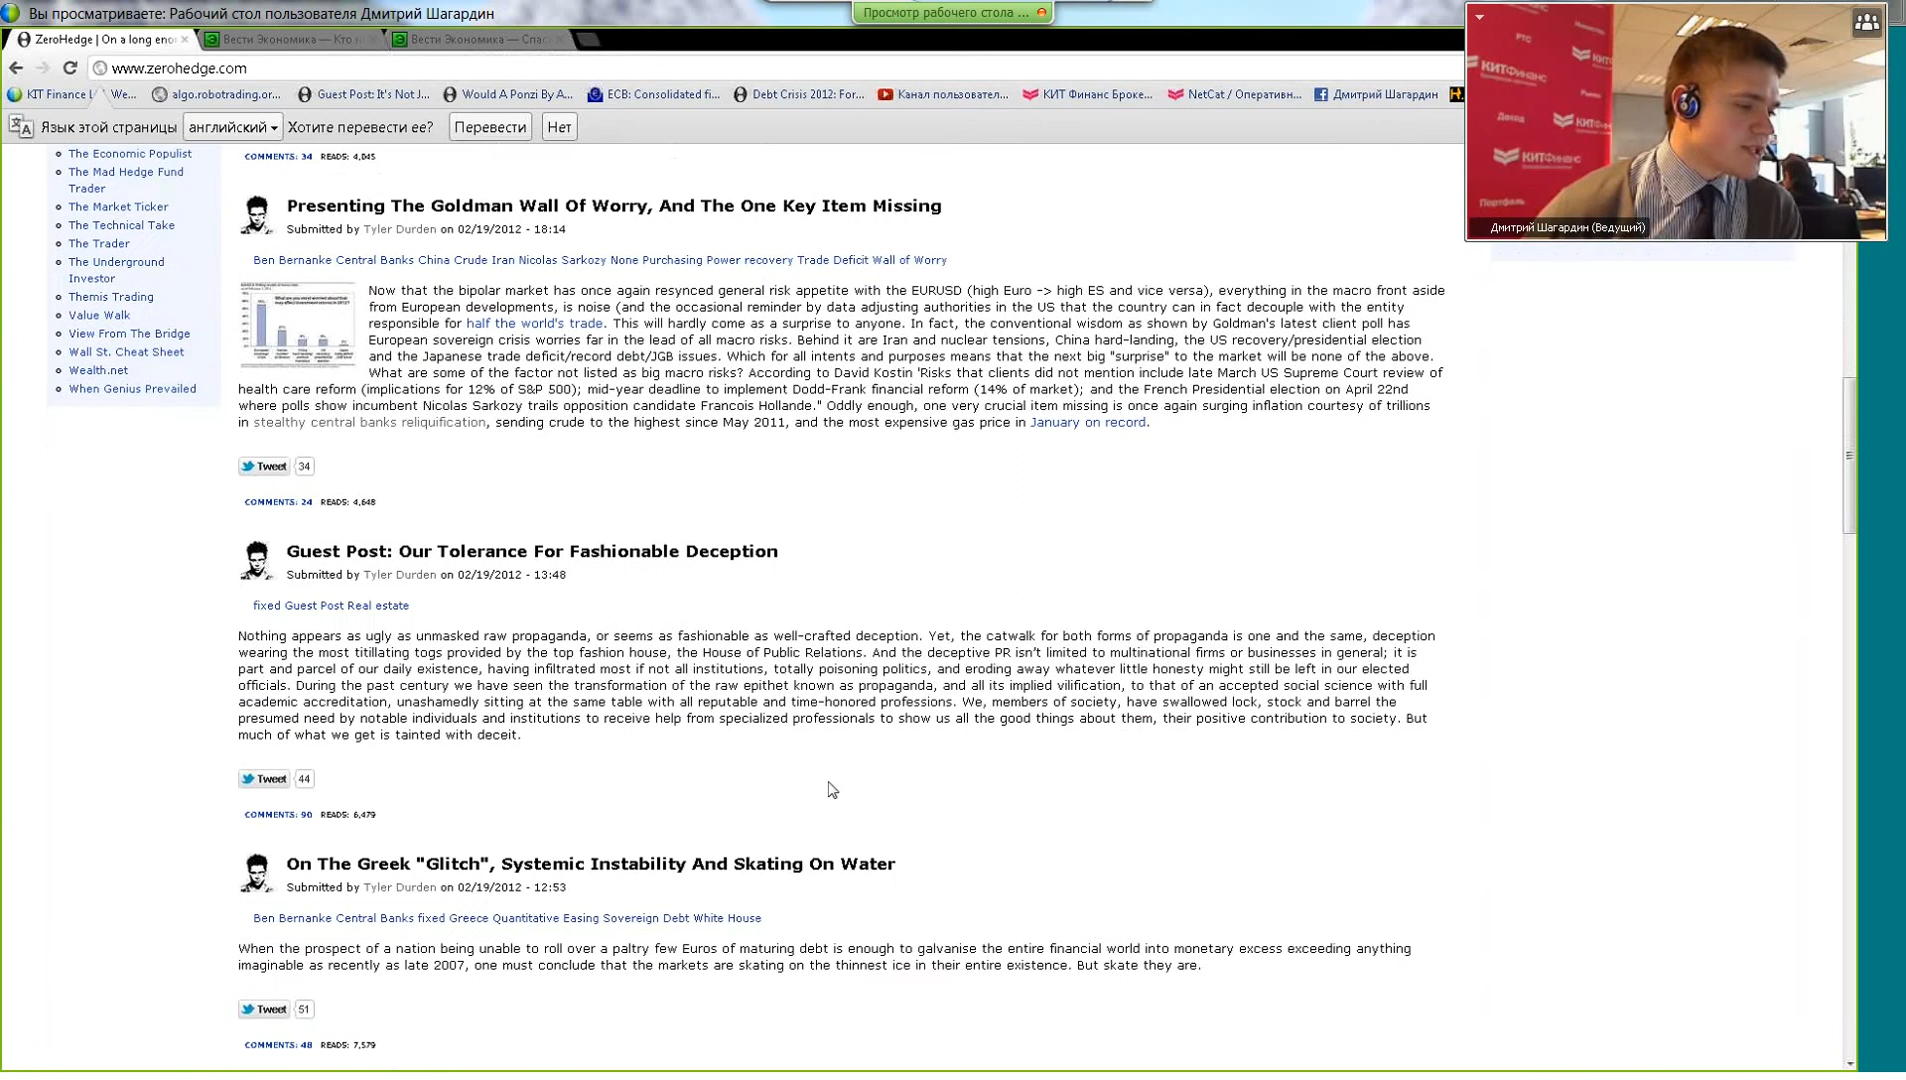 Вы просматриваете: Рабочий стол пользователя Дмитрий Шагардин
Просмотр рабочего стола ...
ZeroHedge | On a long eno
Вести Экономика — Кто
Вести Экономика — Спас
www.zerohedge.com
KIT Finance
We...
algo.robotrading.or...
Guest Post: It's Not J...
Would A Ponzi By A...
ECB: Consolidated fi...
Debt Crisis 2012: For...
Канал пользовател...
КИТ Финанс Броке...
NetCat / Оператив...
Дмитрий Шагардин
Язык этой страницы
английский
Хотите перевести ее?
Перевести
Нет
РТС
КИТФинанс
КИТФинанс
Доход
КИТФина
КИТФинанс
Портфель
Дмитрий Шагардин (Ведущий)
The Economic Populist
The Mad Hedge Fund
Trader
The Market Ticker
The Technical Take
The Trader
The Underground
Investor
Themis Trading
Value Walk
View From The Bridge
Wall St. Cheat Sheet
Wealth.net
When Genius Prevailed
COMMENTS: 34 READS: 4,045
Presenting The Goldman Wall Of Worry, And The One Key Item Missing
Submitted by Tyler Durden on 02/19/2012 - 18:14
Ben Bernanke Central Banks China Crude Iran Nicolas Sarkozy None Purchasing Power recovery Trade Deficit Wall of Worry
Now that the bipolar market has once again resynced general risk appetite with the EURUSD (high Euro -> high ES and vice versa), everything in the macro front aside
from European developments, is noise (and the occasional reminder by data adjusting authorities in the US that the country can in fact decouple with the entity
responsible for half the world's trade. This will hardly come as a surprise to anyone. In fact, the conventional wisdom as shown by Goldman's latest client poll has
European sovereign crisis worries far in the lead of all macro risks. Behind it are Iran and nuclear tensions, China hard-landing, the US recovery/presidential election
and the Japanese trade deficit/record debt/JGB issues. Which for all intents and purposes means that the next big "surprise" to the market will be none of the above.
What are some of the factor not listed as big macro risks? According to David Kostin 'Risks that clients did not mention include late March US Supreme Court review of
health care reform (implications for 12% of S&P 500); mid-year deadline to implement Dodd-Frank financial reform (14% of market); and the French Presidential election on April 22nd
where polls show incumbent Nicolas Sarkozy trails opposition candidate Francois Hollande." Oddly enough, one very crucial item missing is once again surging inflation courtesy of trillions
in stealthy central banks reliquification, sending crude to the highest since May 2011, and the most expensive gas price in January on record.
Tweet 34
COMMENTS: 24 READS: 4,648
Guest Post: Our Tolerance For Fashionable Deception
Submitted by Tyler Durden on 02/19/2012 - 13:48
fixed Guest Post Real estate
Nothing appears as ugly as unmasked raw propaganda, or seems as fashionable as well-crafted deception. Yet, the catwalk for both forms of propaganda is one and the same, deception
wearing the most titillating togs provided by the top fashion house, the House of Public Relations. And the deceptive PR isn't limited to multinational firms or businesses in general; it is
part and parcel of our daily existence, having infiltrated most if not all institutions, totally poisoning politics, and eroding away whatever little honesty might still be left in our elected
officials. During the past century we have seen the transformation of the raw epithet known as propaganda, and all its implied vilification, to that of an accepted social science with full
academic accreditation, unashamedly sitting at the same table with all reputable and time-honored professions. We, members of society, have swallowed lock, stock and barrel the
presumed need by notable individuals and institutions to receive help from specialized professionals to show us all the good things about them, their positive contribution to society. But
much of what we get is tainted with deceit.
Tweet 44
COMMENTS: 90 READS: 6,479
On The Greek "Glitch", Systemic Instability And Skating On Water
Submitted by Tyler Durden on 02/19/2012 - 12:53
Ben Bernanke Central Banks fixed Greece Quantitative Easing Sovereign Debt White House
When the prospect of a nation being unable to roll over a paltry few Euros of maturing debt is enough to galvanise the entire financial world into monetary excess exceeding anything
imaginable as recently as late 2007, one must conclude that the markets are skating on the thinnest ice in their entire existence. But skate they are.
Tweet 51
COMMENTS: 48 READS: 7,579